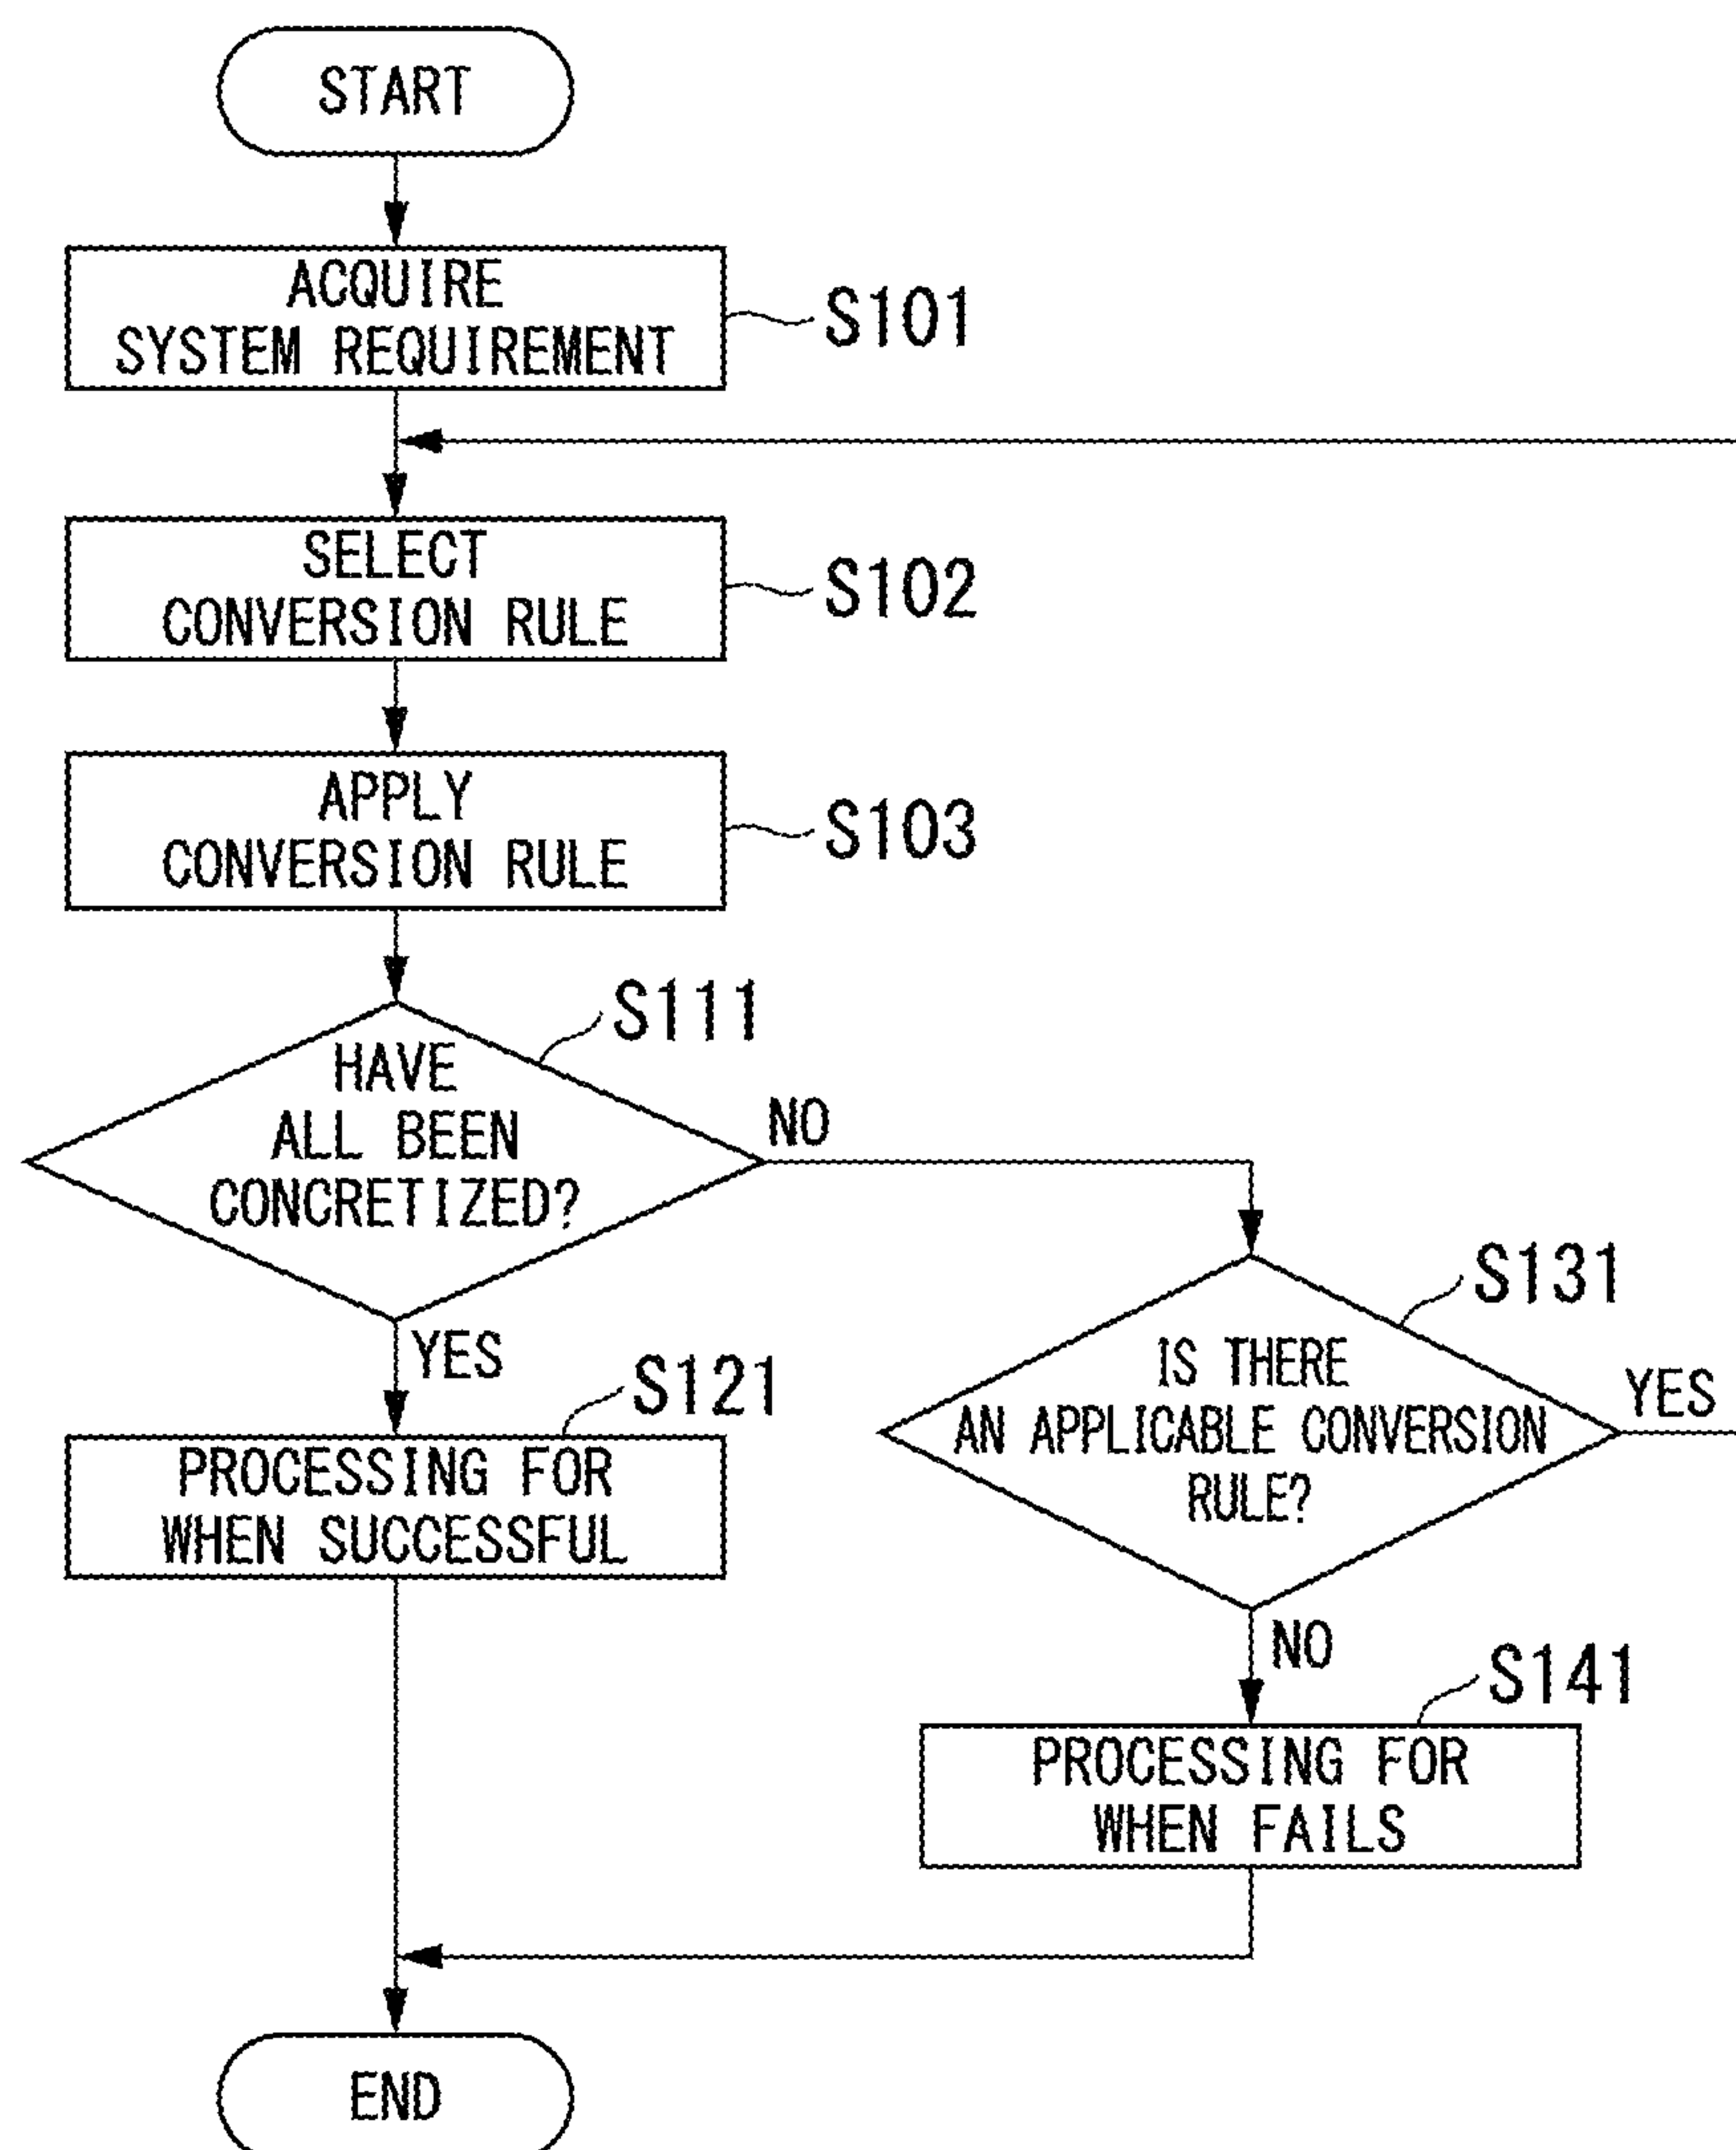 START
ACQUIRE
SYSTEM REQUIREMENT
S101
SELECT
CONVERSION RULE
S102
APPLY
CONVERSION RULE
S103
S111
HAVE
ALL BEEN
CONCRETIZED?
NO
YES
S131
IS THERE
AN APPLICABLE CONVERSION
RULE?
YES
S121
PROCESSING FOR
WHEN SUCCESSFUL
NO
S141
PROCESSING FOR
WHEN FAILS
END